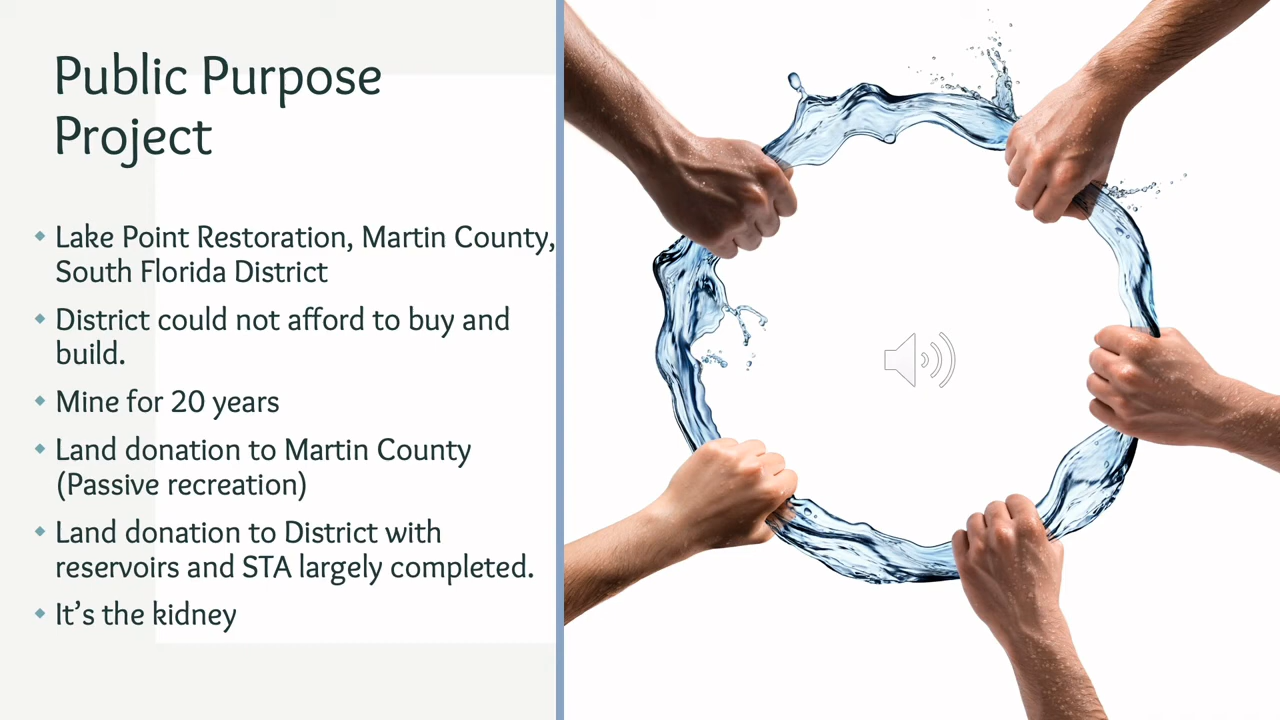 Public Purpose
Project
Lake Point Restoration, Martin County,
South Florida District
District could not afford to buy and
build.
Mine for 20 years
Land donation to Martin County
(Passive recreation)
Land donation to District with
reservoirs and STA largely completed.
It’s the kidney